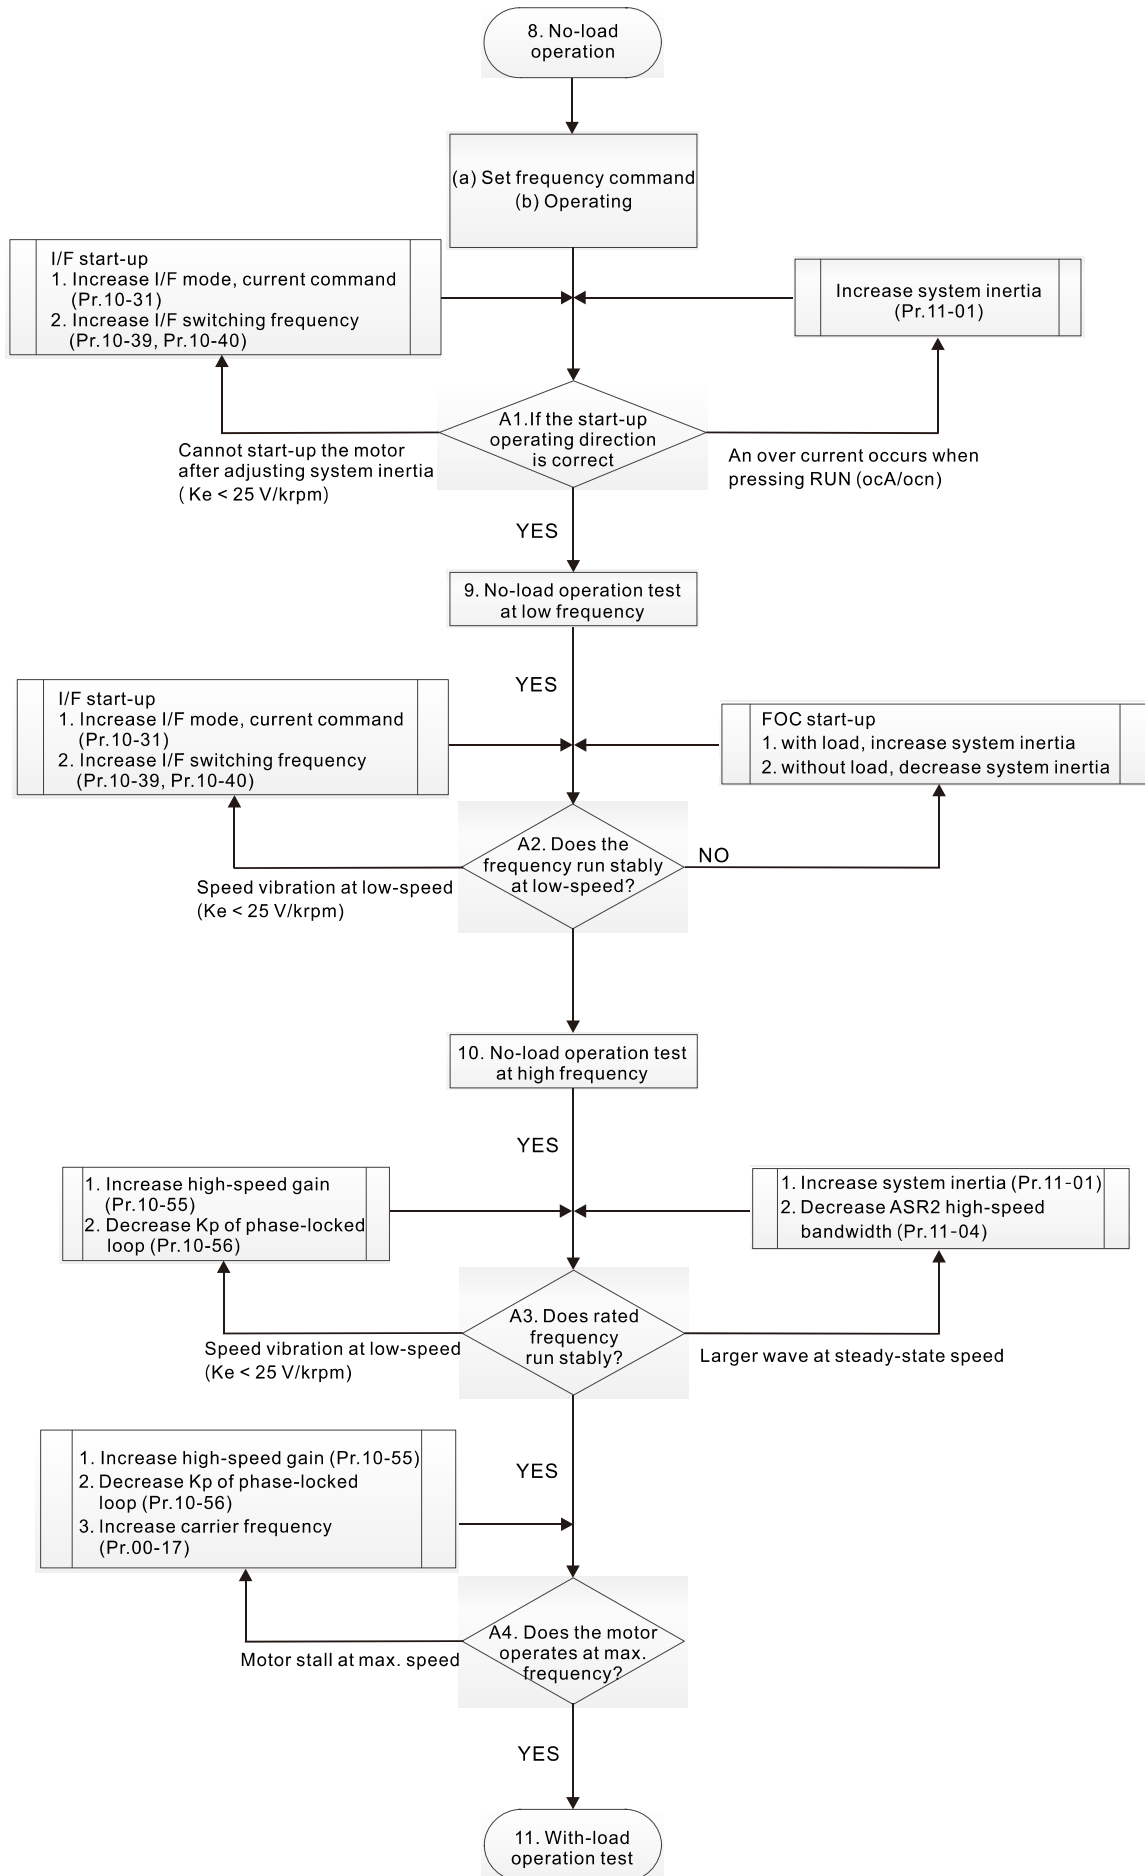 8. No-load
operation
(a) Set frequency command
(b) Operating
I/F start-up
1. Increase I/F mode, current command
(Pr.10-31)
2. Increase I/F switching frequency
(Pr.10-39, Pr.10-40)
Increase system inertia
(Pr.11-01)
A1.If the start-up
operating direction
is correct
Cannot start-up the motor
after adjusting system inertia
( Ke < 25 V/krpm)
An over current occurs when
pressing RUN (ocA/ocn)
YES
9. No-load operation test
at low frequency
YES
I/F start-up
1. Increase I/F mode, current command
(Pr.10-31)
2. Increase I/F switching frequency
(Pr.10-39, Pr.10-40)
FOC start-up
1. with load, increase system inertia
2. without load, decrease system inertia
A2. Does the
frequency run stably
at low-speed?
NO
Speed vibration at low-speed
(Ke < 25 V/krpm)
10. No-load operation test
at high frequency
YES
1. Increase high-speed gain
(Pr.10-55)
2. Decrease Kp of phase-locked
loop (Pr.10-56)
1. Increase system inertia (Pr.11-01)
2. Decrease ASR2 high-speed
bandwidth (Pr.11-04)
A3. Does rated
frequency
run stably?
Speed vibration at low-speed
(Ke < 25 V/krpm)
Larger wave at steady-state speed
YES
1. Increase high-speed gain (Pr.10-55)
2. Decrease Kp of phase-locked
loop (Pr.10-56)
3. Increase carrier frequency
(Pr.00-17)
A4. Does the motor
operates at max.
frequency?
Motor stall at max. speed
YES
11. With-load
operation test